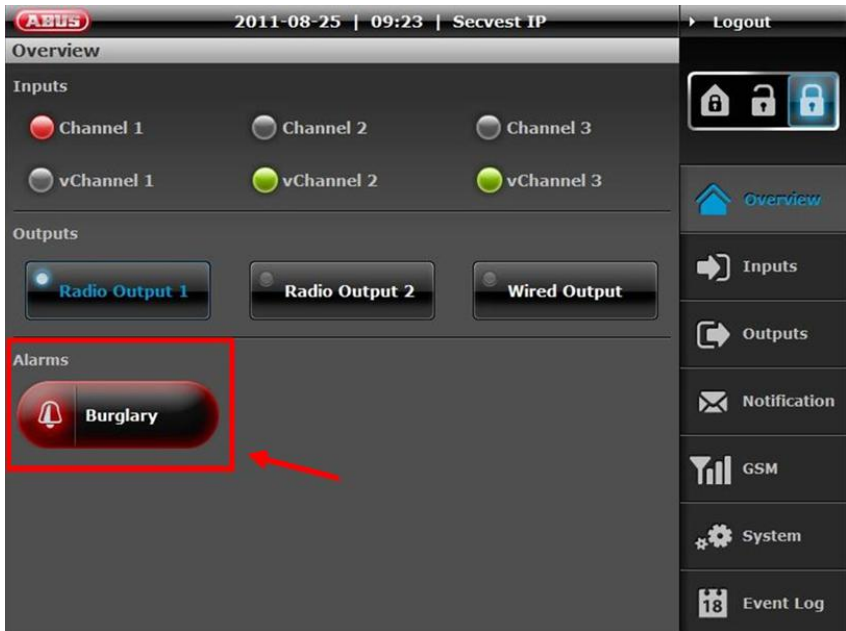 ABUS
2011-08-25 | 09:23 | Secvest IP
Logout
Overview
Inputs
Channel 1
Channel 2
Channel 3
vChannel 1
vChannel 2
vChannel 3
Outputs
Radio Output 1
Radio Output 2
Wired Output
Alarms
Burglary
Overview
Inputs
Outputs
Notification
GSM
System
18
Event Log